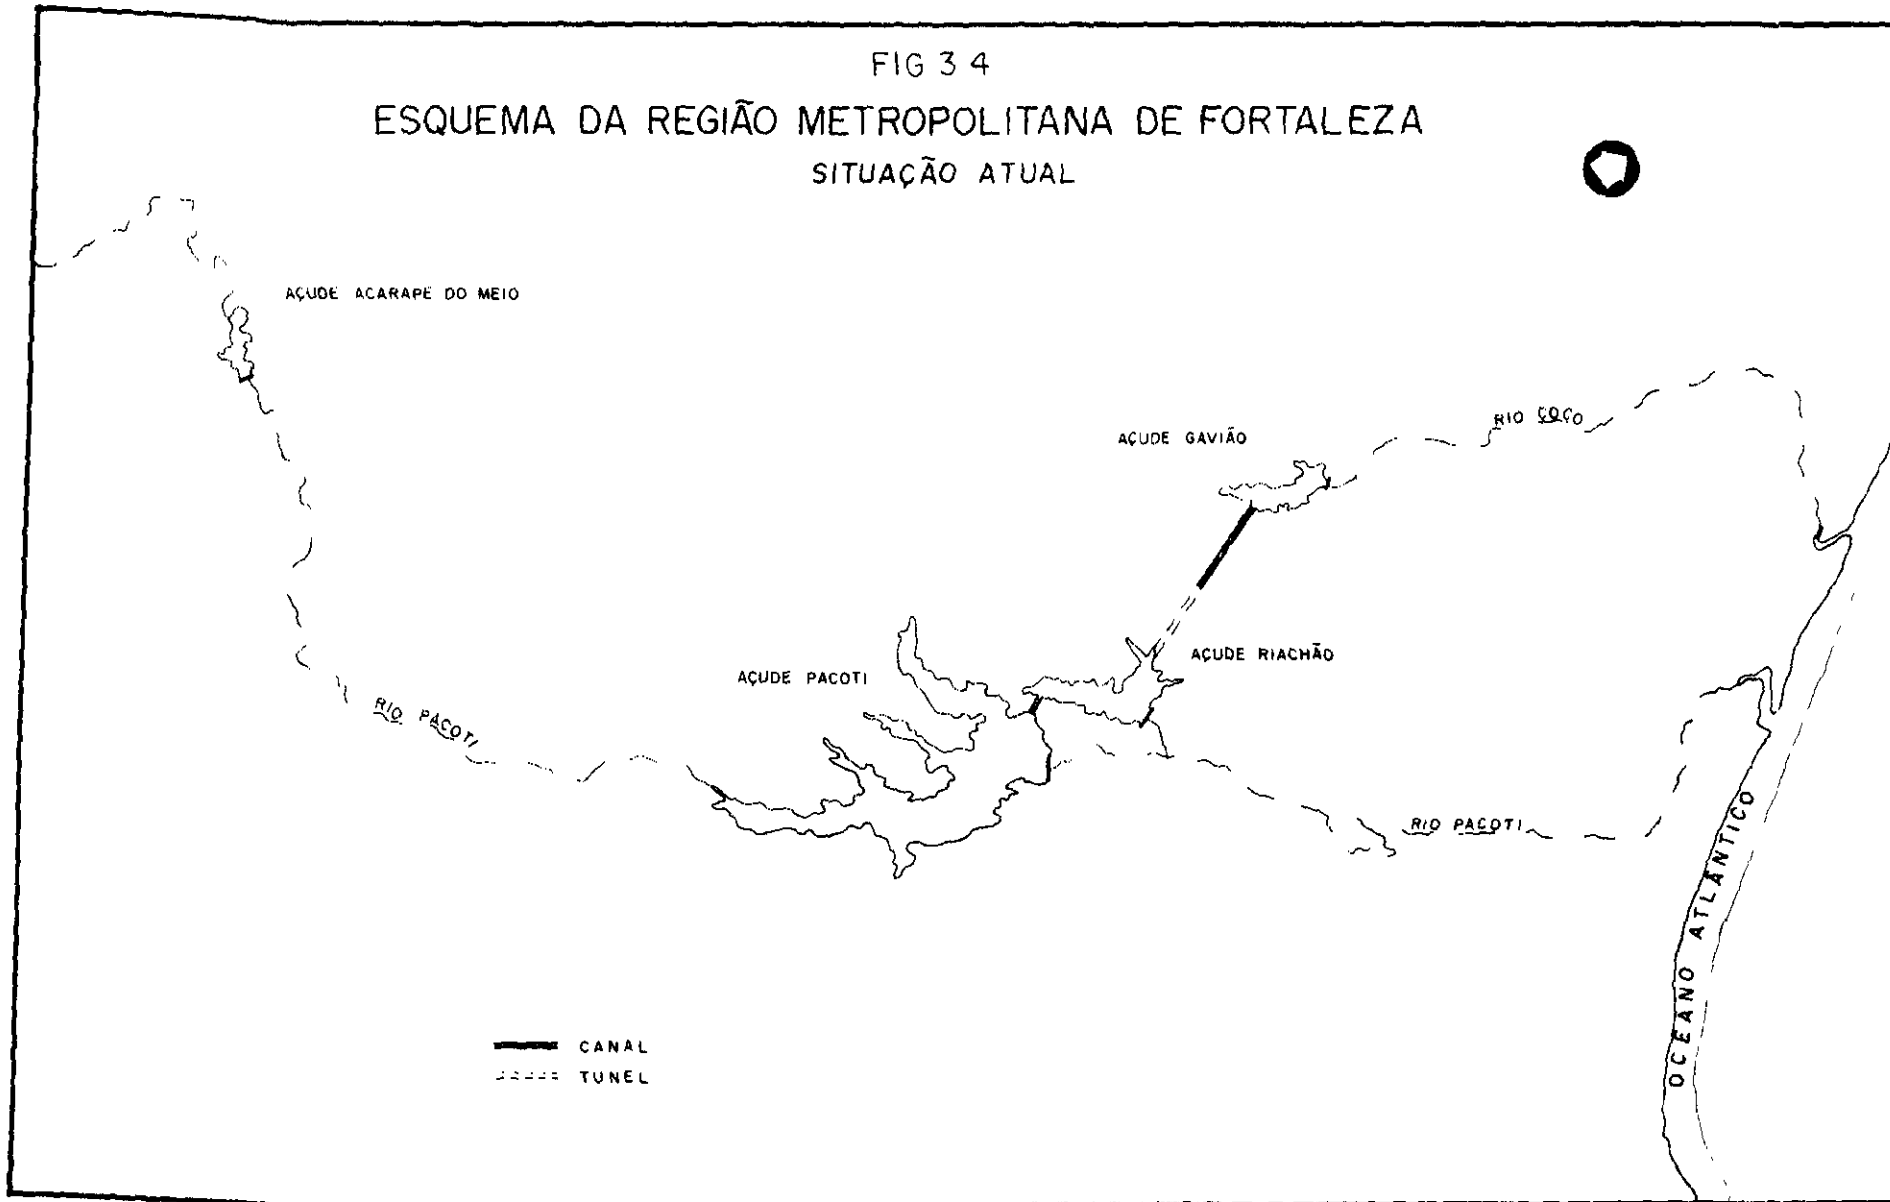 FIG 3 4
ESQUEMA DA REGIÃO METROPOLITANA DE FORTALEZA
SITUAÇÃO ATUAL
AÇUDE ACARAPE DO MEIO
RIO COÇO
AÇUDE GAVIÃO
AÇUDE RIACHÃO
AÇUDE PACOTI
RIO PACOTI
RIO PACOTI
OCEANO ATLÂNTICO
CANAL
TUNEL